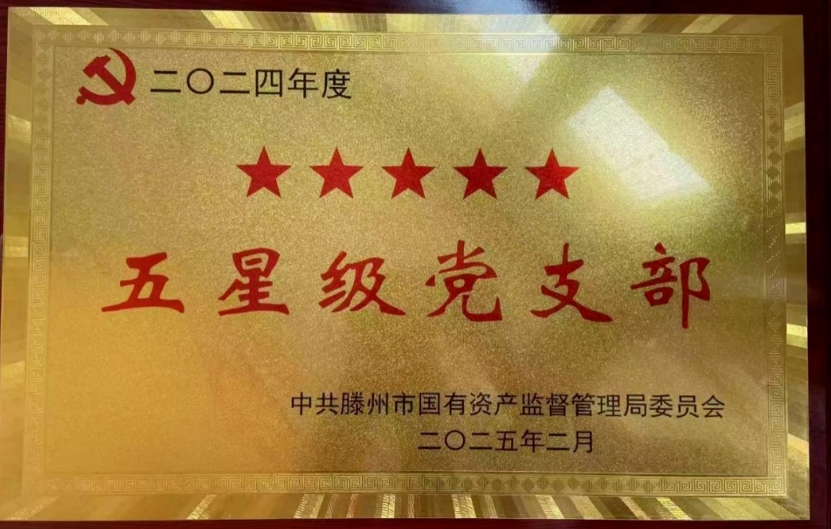 二〇二四年度
五星级党支部
中共滕州市国有资产监督管理局委员会
二〇二五年二月